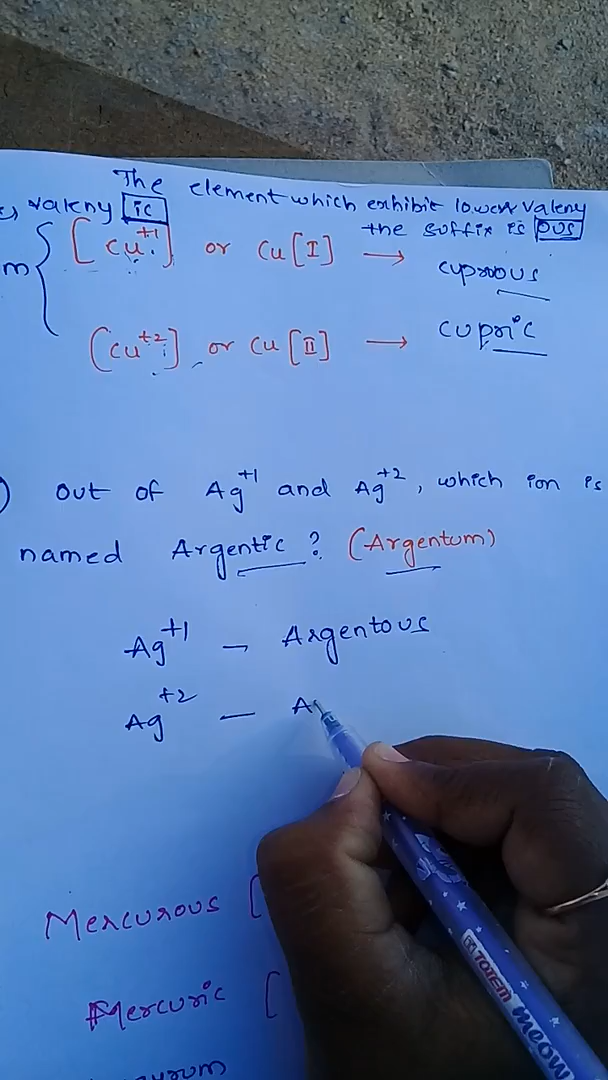 The element which exhibit lower valeny
valeny ic the suffix is ous
m [Cu+1] or Cu[I] → cuprous
(Cu+2] or Cu[II] → cupric
) out of Ag+1 and Ag+2, which ion is
named Argentic? (Argentum)
Ag+1 - Argentous
Ag+2 - A
Mercurous [
Mercuric [
TOTEM meow